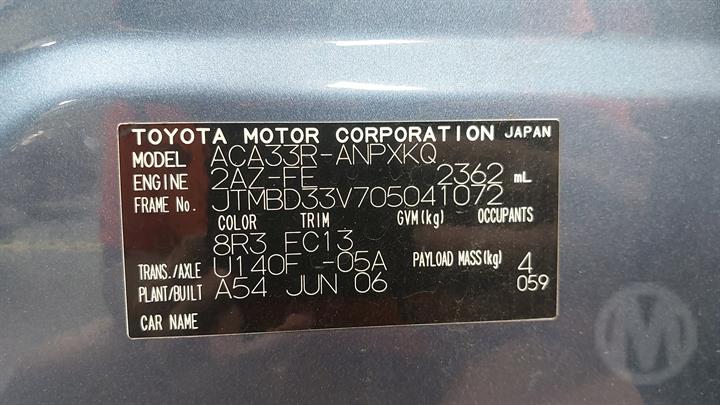 TOYOTA MOTOR CORPORATION JAPAN
MODEL ACA33R-ANPXKQ
ENGINE 2AZ-FE 2362 mL
FRAME No. JTMBD33V705041072
COLOR TRIM GVM(kg) OCCUPANTS
8R3 FC13
TRANS./AXLE U140F -05A PAYLOAD MASS(kg) 4
PLANT/BUILT A54 JUN 06 059
CAR NAME
M